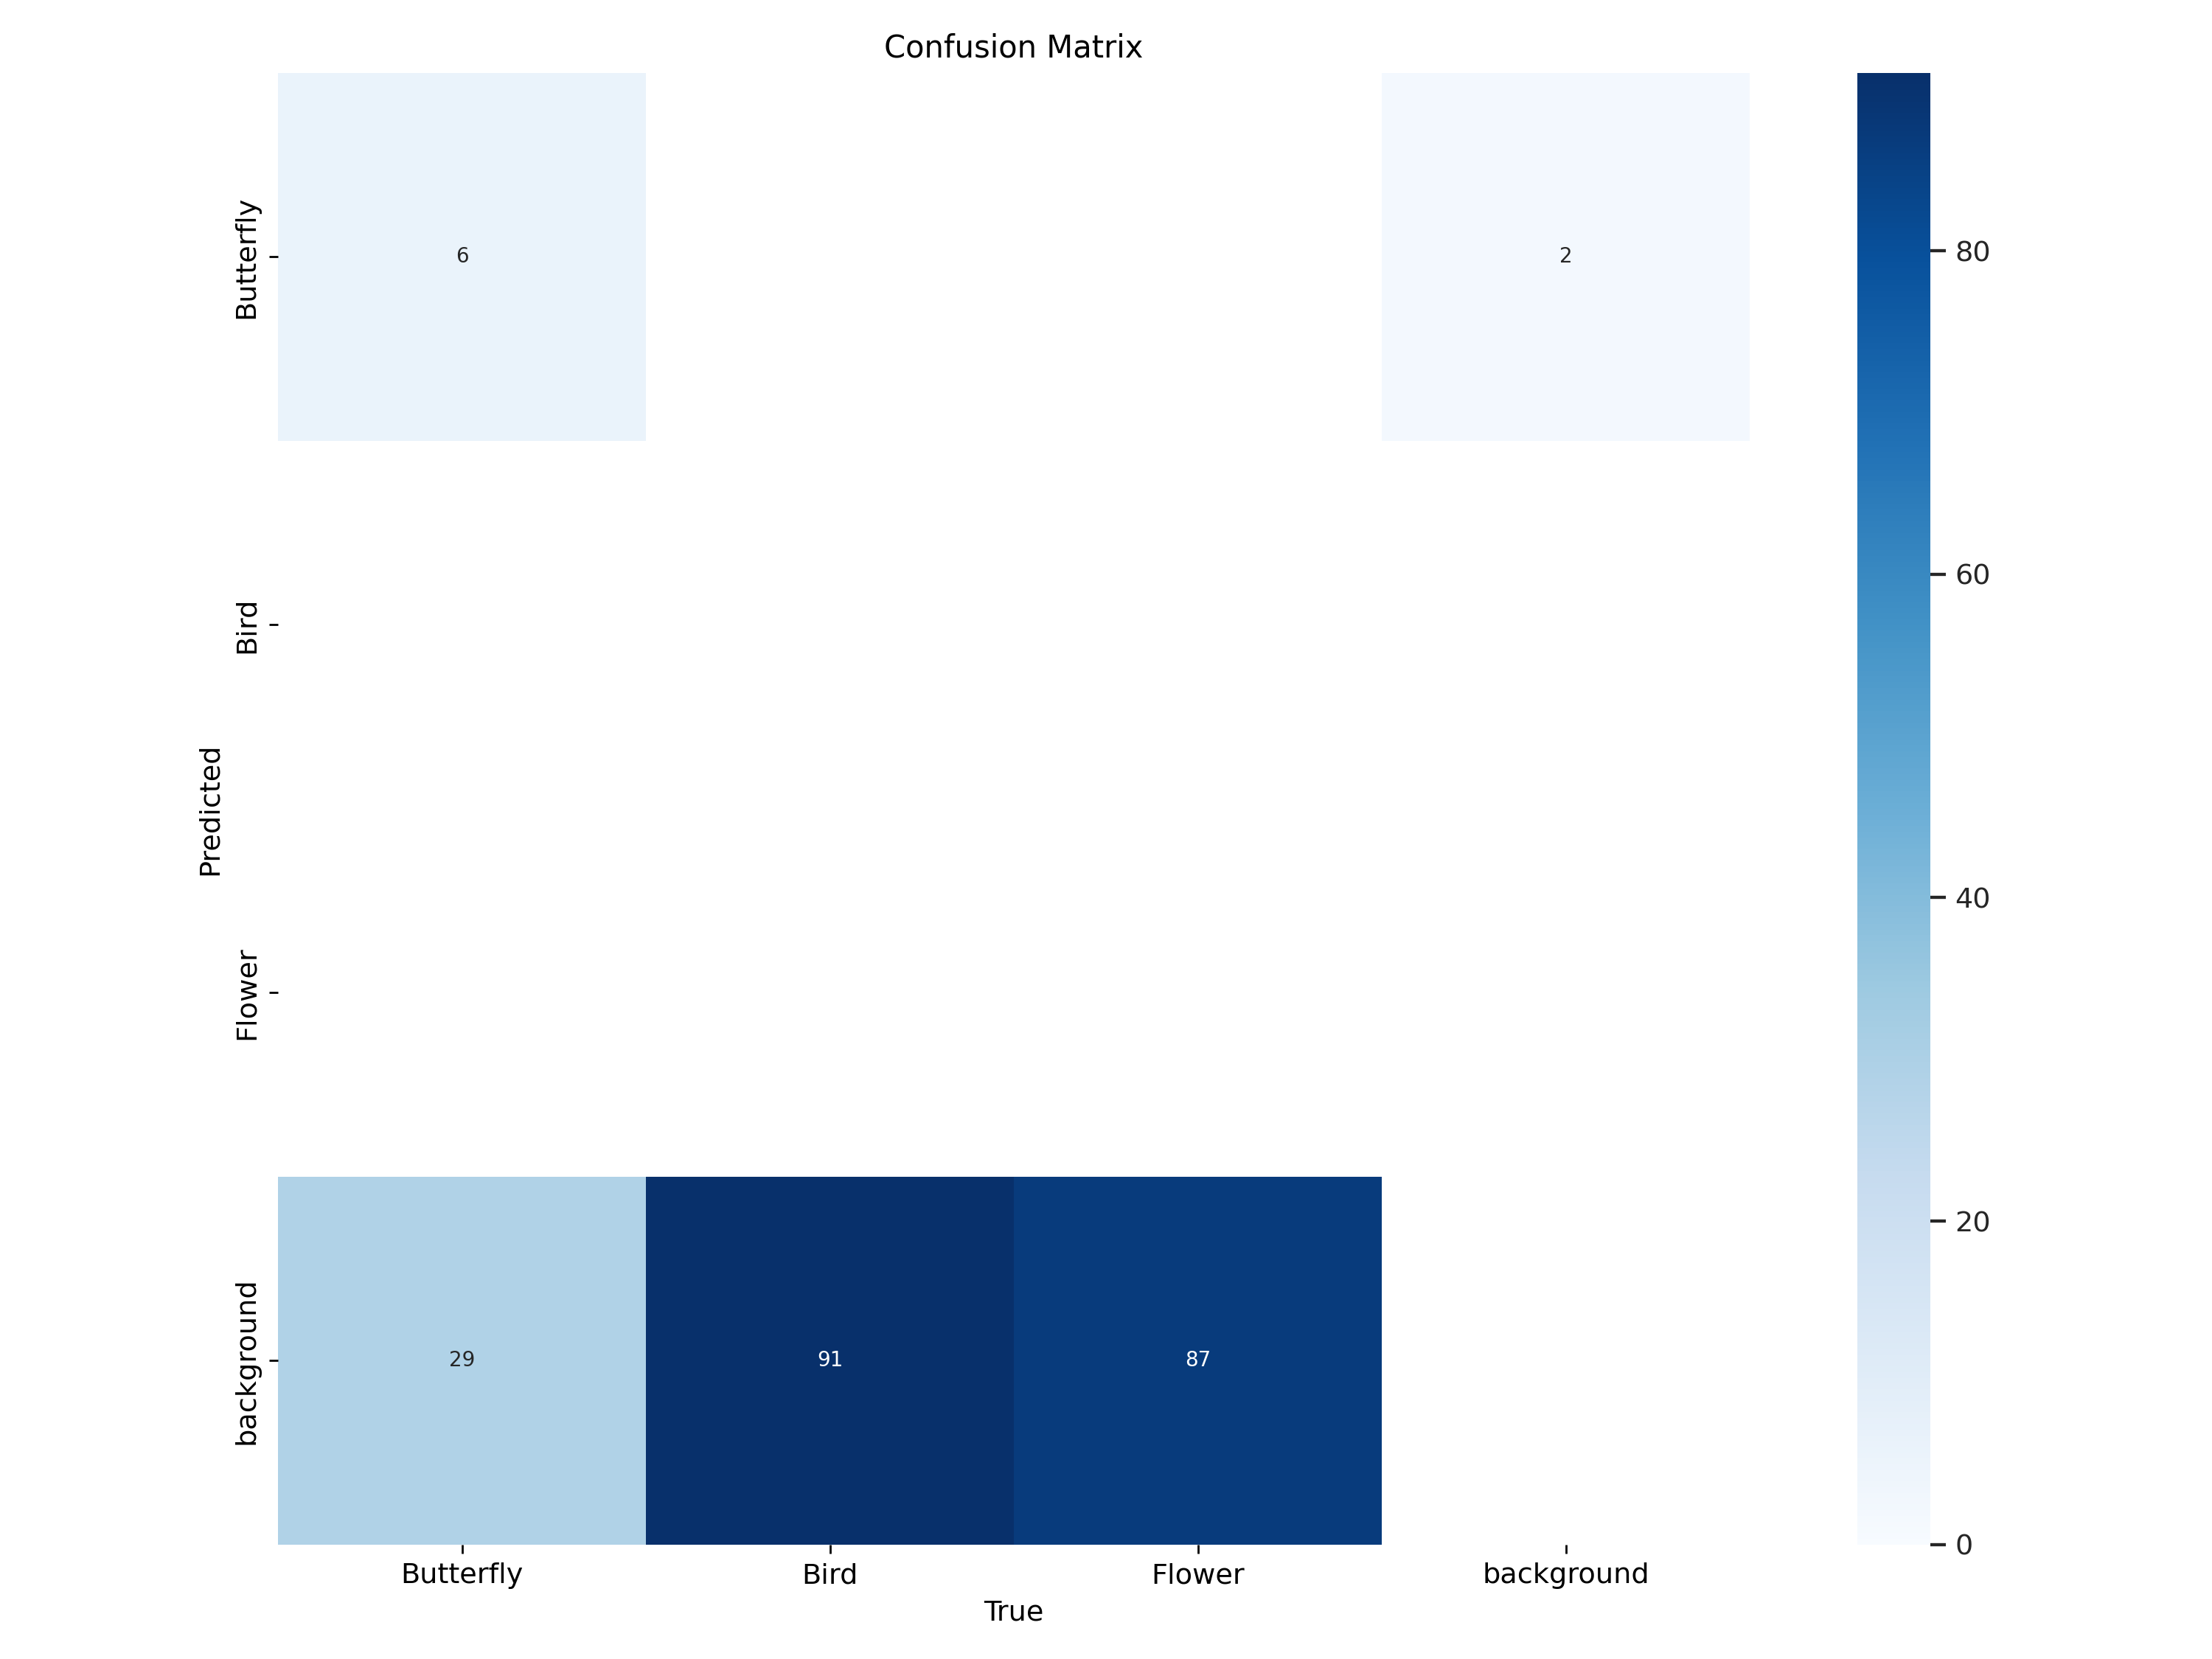 Confusion Matrix
Butterfly
6
2
80
60
Bird
Predicted
40
Flower
20
background
29
91
87
0
Butterfly
Bird
Flower
background
True